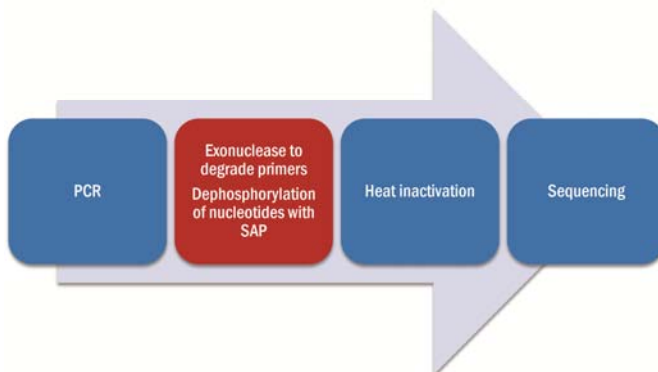 PCR
Exonuclease to
degrade primers
Dephosphorylation
of nucleotides with
SAP
Heat inactivation
Sequencing